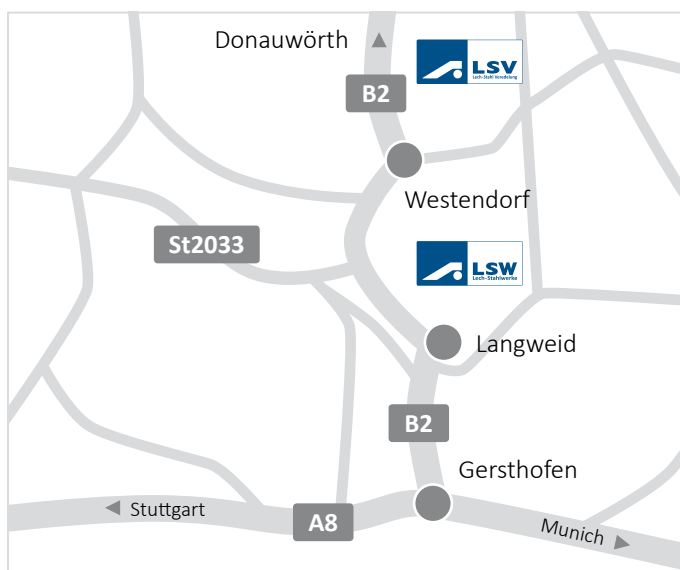 Donauwörth
LSV
Lech-Stahl Veredelung
B2
Westendorf
St2033
LSW
Lech-Stahlwerke
Langweid
B2
Gersthofen
Stuttgart
A8
Munich